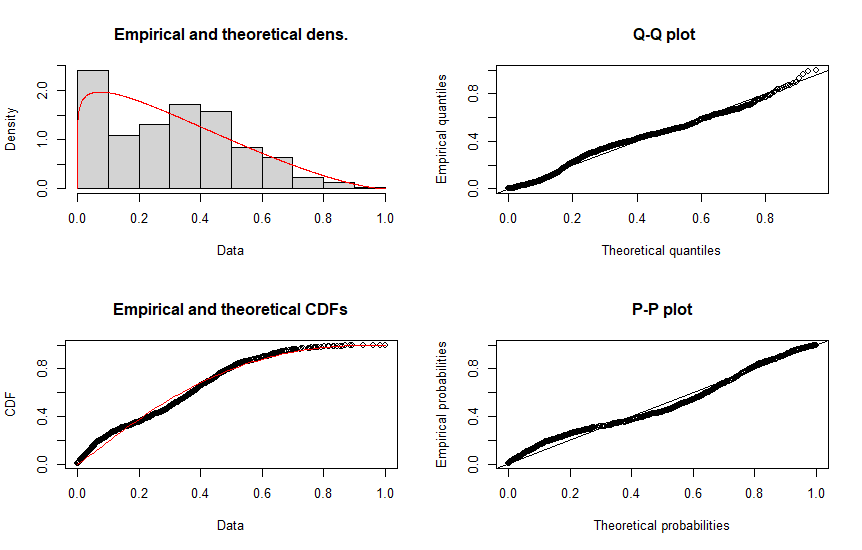 Empirical and theoretical dens.
Density
0.0 1.0 2.0
0.0 0.2 0.4 0.6 0.8 1.0
Data
Q-Q plot
Empirical quantiles
0.0 0.4 0.8
0.0 0.2 0.4 0.6 0.8
Theoretical quantiles
Empirical and theoretical CDFs
CDF
0.0 0.4 0.8
0.0 0.2 0.4 0.6 0.8 1.0
Data
P-P plot
Empirical probabilities
0.0 0.4 0.8
0.0 0.2 0.4 0.6 0.8 1.0
Theoretical probabilities